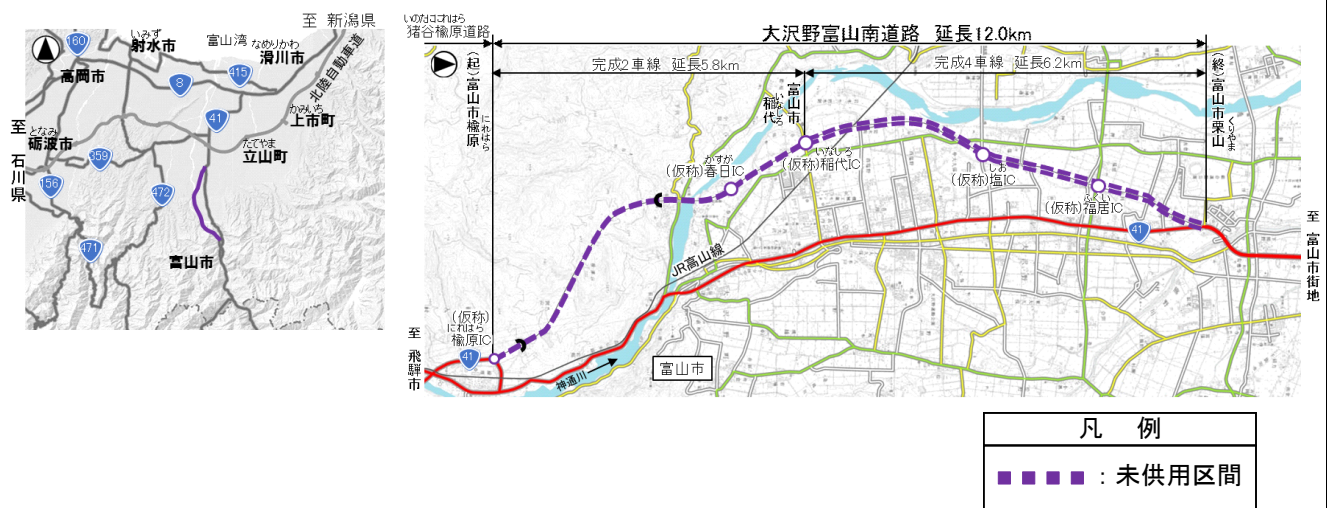 至 新潟県
160
いみず
射水市
富山湾
なめりかわ
滑川市
高岡市
8
415
北陸自動車道
かみいち
上市町
41
至 石川県
となみ
砺波市
359
たてやま
立山町
156
472
471
富山市
いのたににれはら
猪谷楡原道路
大沢野富山南道路 延長12.0km
(起)富山市楡原
にれはら
完成2車線 延長5.8km
富山市稲代
いなしろ
完成4車線 延長6.2km
(終)富山市栗山
くりやま
かすが
(仮称)春日IC
いなしろ
(仮称)稲代IC
しお
(仮称)塩IC
ふくい
(仮称)福居IC
41
至 富山市街地
JR高山線
(仮称)
にれはら
楡原IC
41
至 飛騨市
神通川
富山市
凡 例
：未供用区間